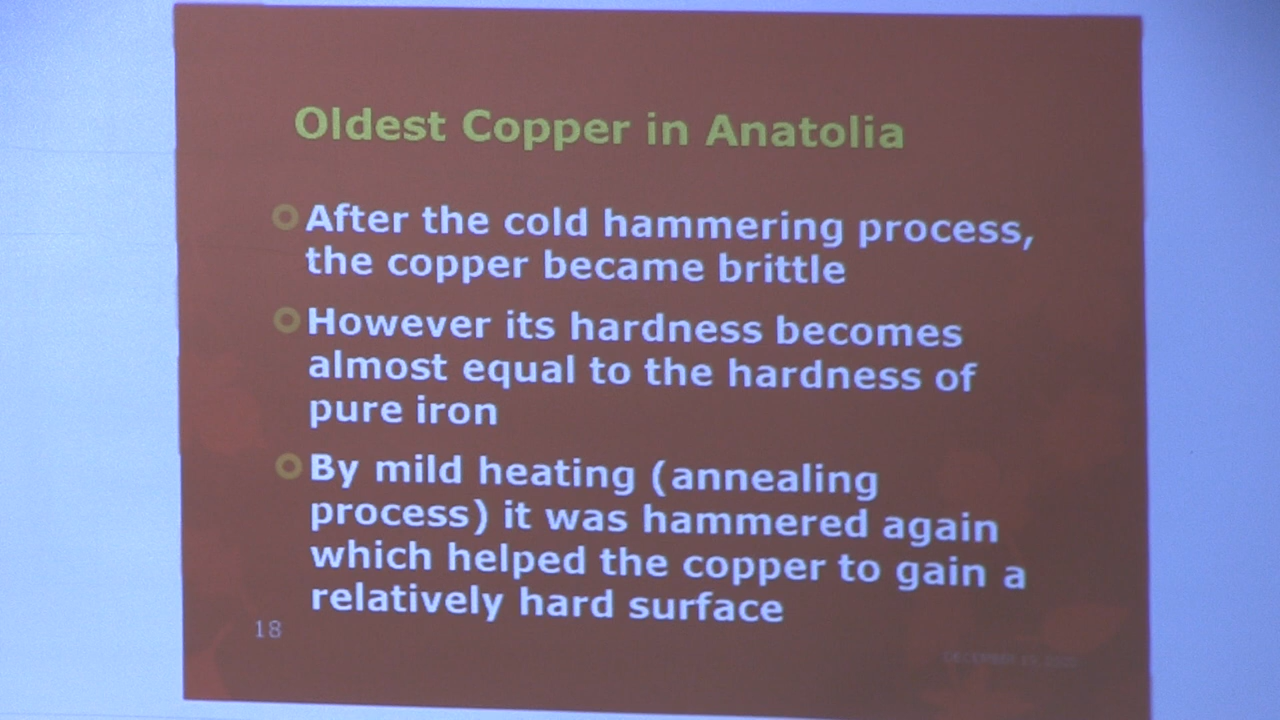 Oldest Copper in Anatolia
After the cold hammering process,
the copper became brittle
However its hardness becomes
almost equal to the hardness of
pure iron
By mild heating (annealing
process) it was hammered again
which helped the copper to gain a
relatively hard surface
18
DECEMBER